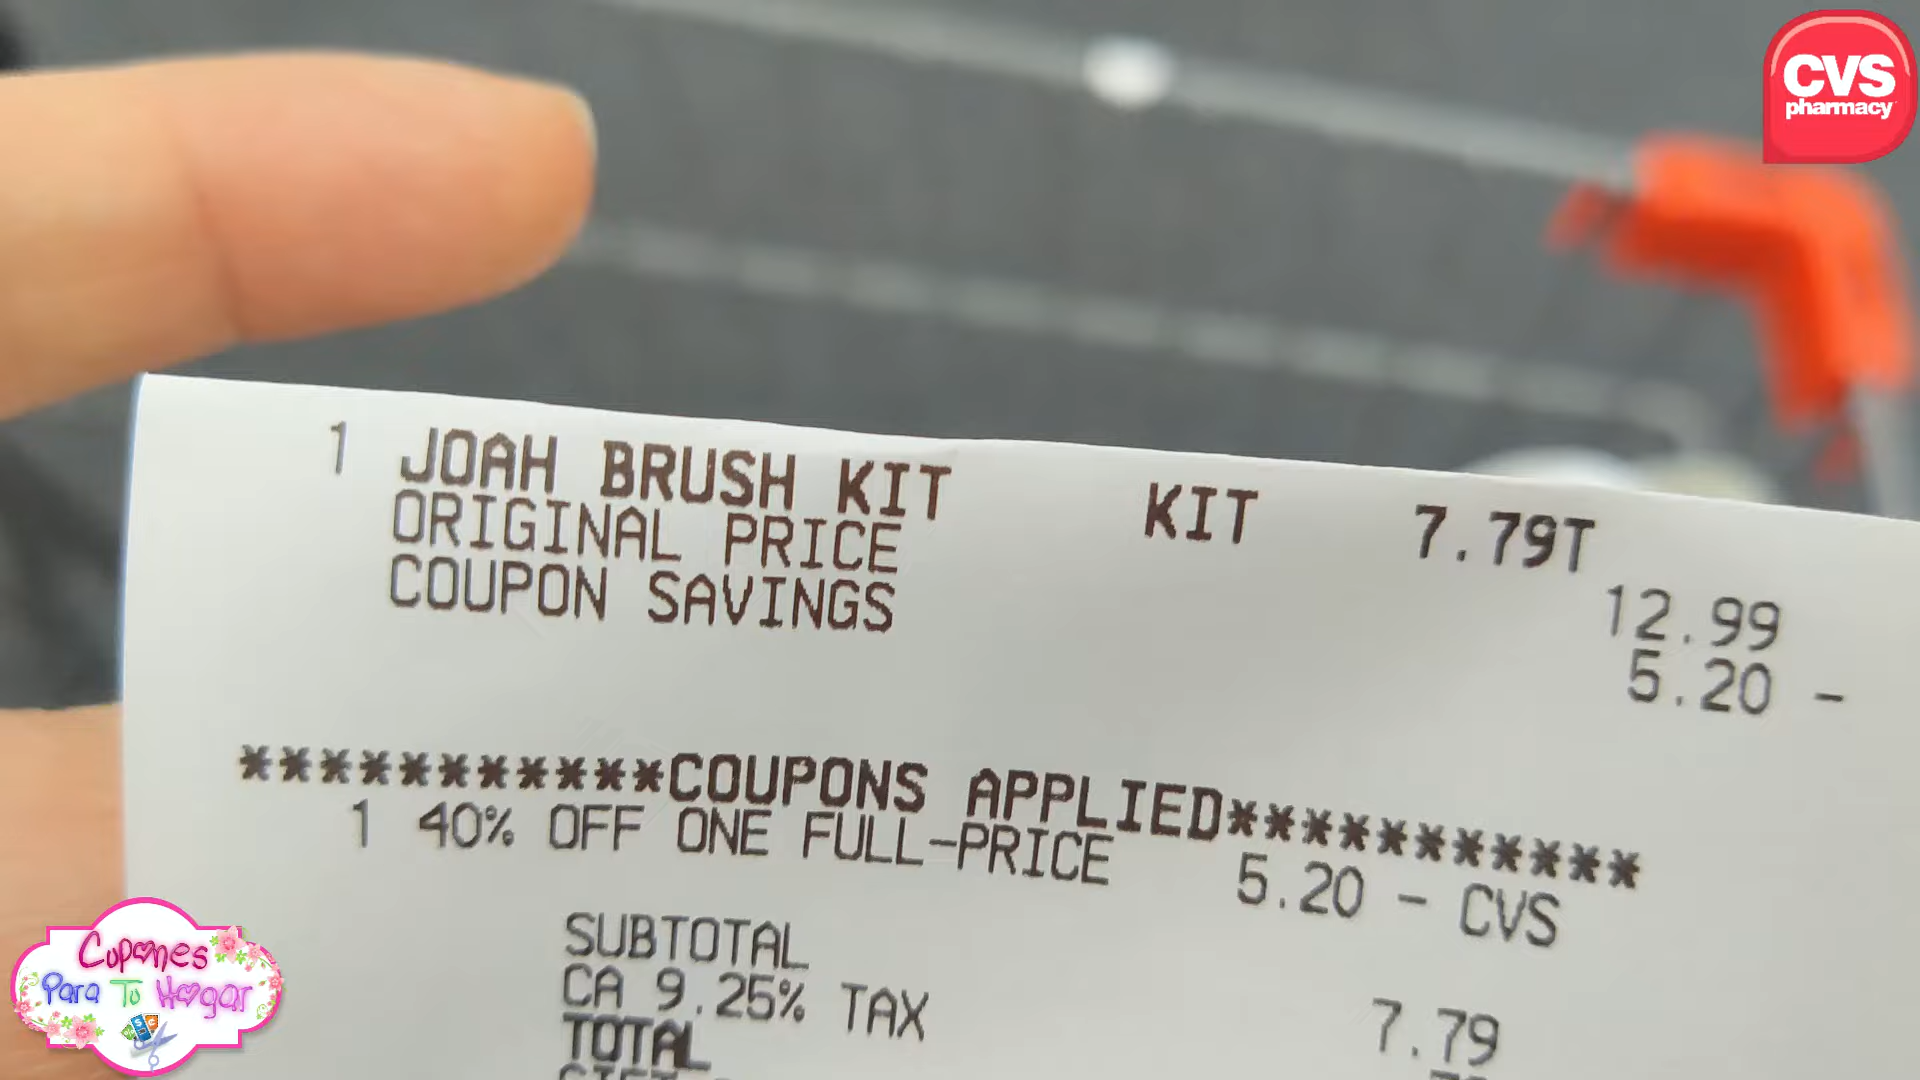 CVS
pharmacy
1 JOAH BRUSH KIT KIT 7.79T
ORIGINAL PRICE 12.99
COUPON SAVINGS 5.20 -
***********COUPONS APPLIED***********
1 40% OFF ONE FULL-PRICE 5.20 - CVS
SUBTOTAL 7.79
CA 9.25% TAX
TOTAL
Cupones
Para Tu Hogar